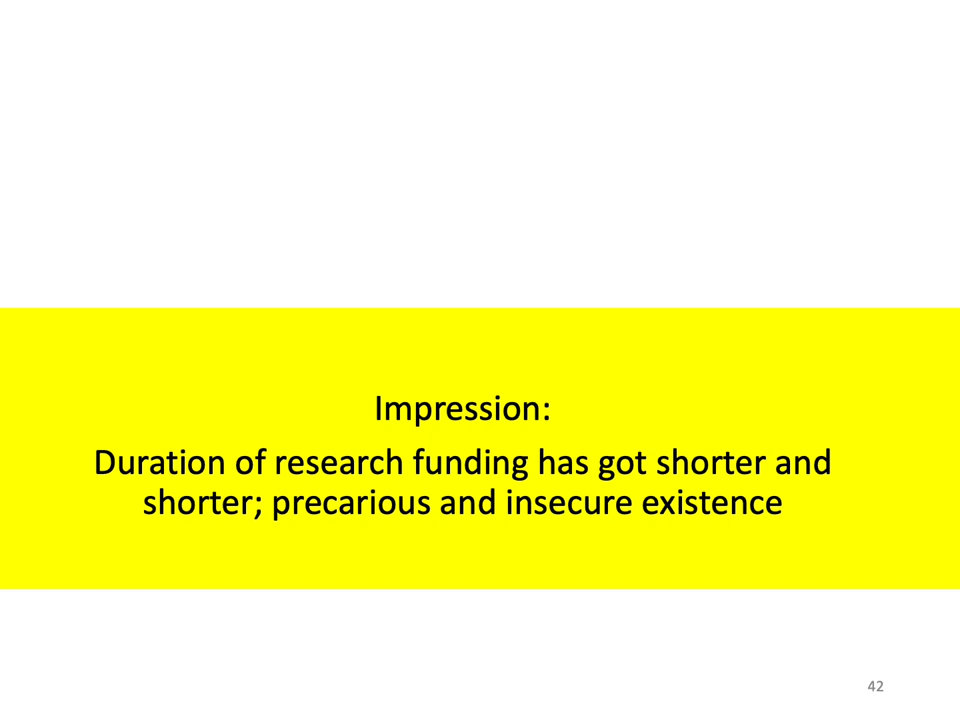 Impression:
Duration of research funding has got shorter and
shorter; precarious and insecure existence
42